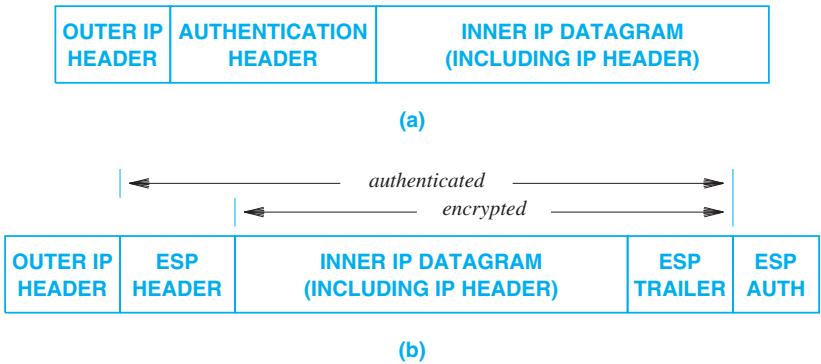 OUTER IP AUTHENTICATION INNER IP DATAGRAM
HEADER HEADER (INCLUDING IP HEADER)
(a)
authenticated
encrypted
OUTER IP ESP INNER IP DATAGRAM ESP ESP
HEADER HEADER (INCLUDING IP HEADER) TRAILER AUTH
(b)